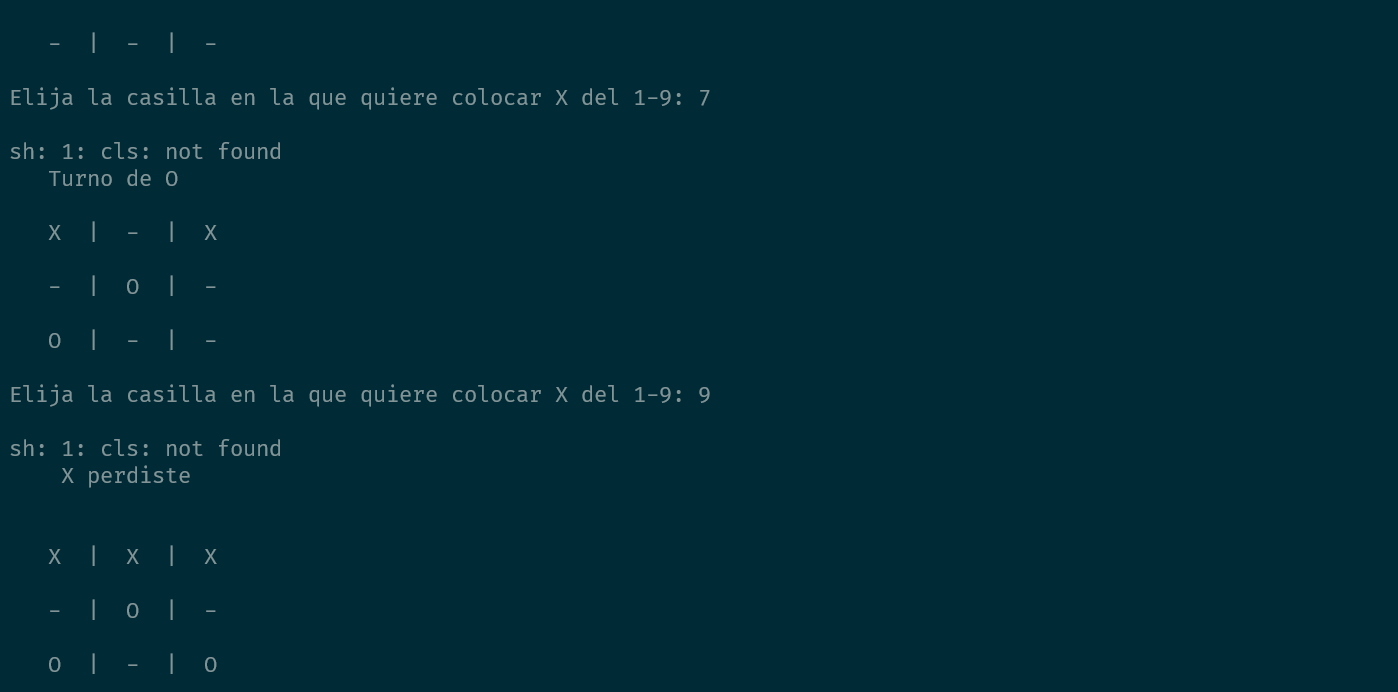 -  |  -  |  -
Elija la casilla en la que quiere colocar X del 1-9: 7
sh: 1: cls: not found
   Turno de O
   X  |  -  |  X
   -  |  O  |  -
   O  |  -  |  -
Elija la casilla en la que quiere colocar X del 1-9: 9
sh: 1: cls: not found
    X perdiste
   X  |  X  |  X
   -  |  O  |  -
   O  |  -  |  O